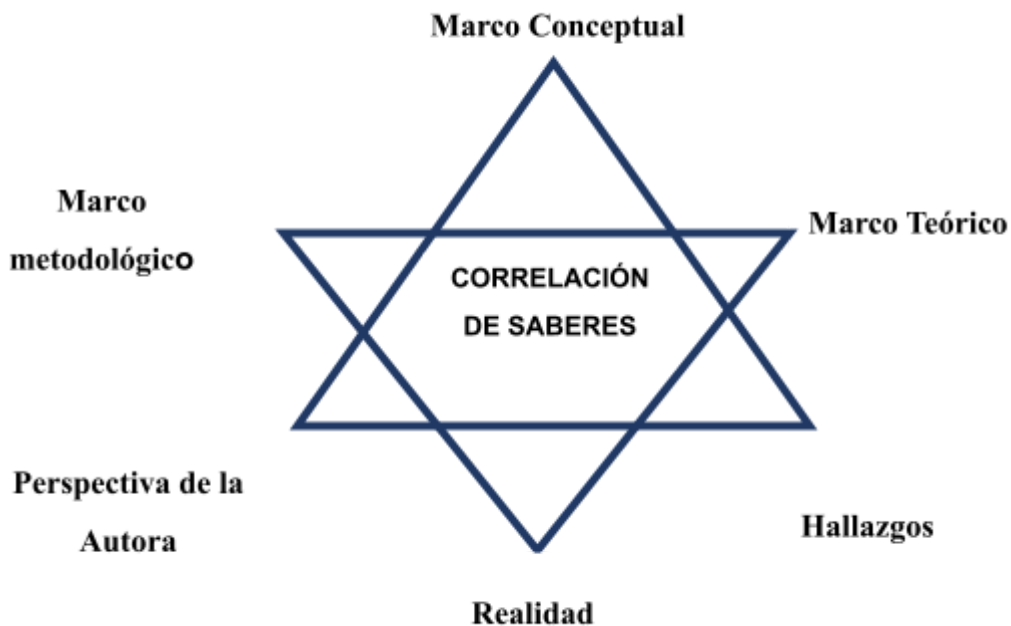 Marco Conceptual
Marco
metodológico
Marco Teórico
CORRELACIÓN
DE SABERES
Perspectiva de la
Autora
Hallazgos
Realidad